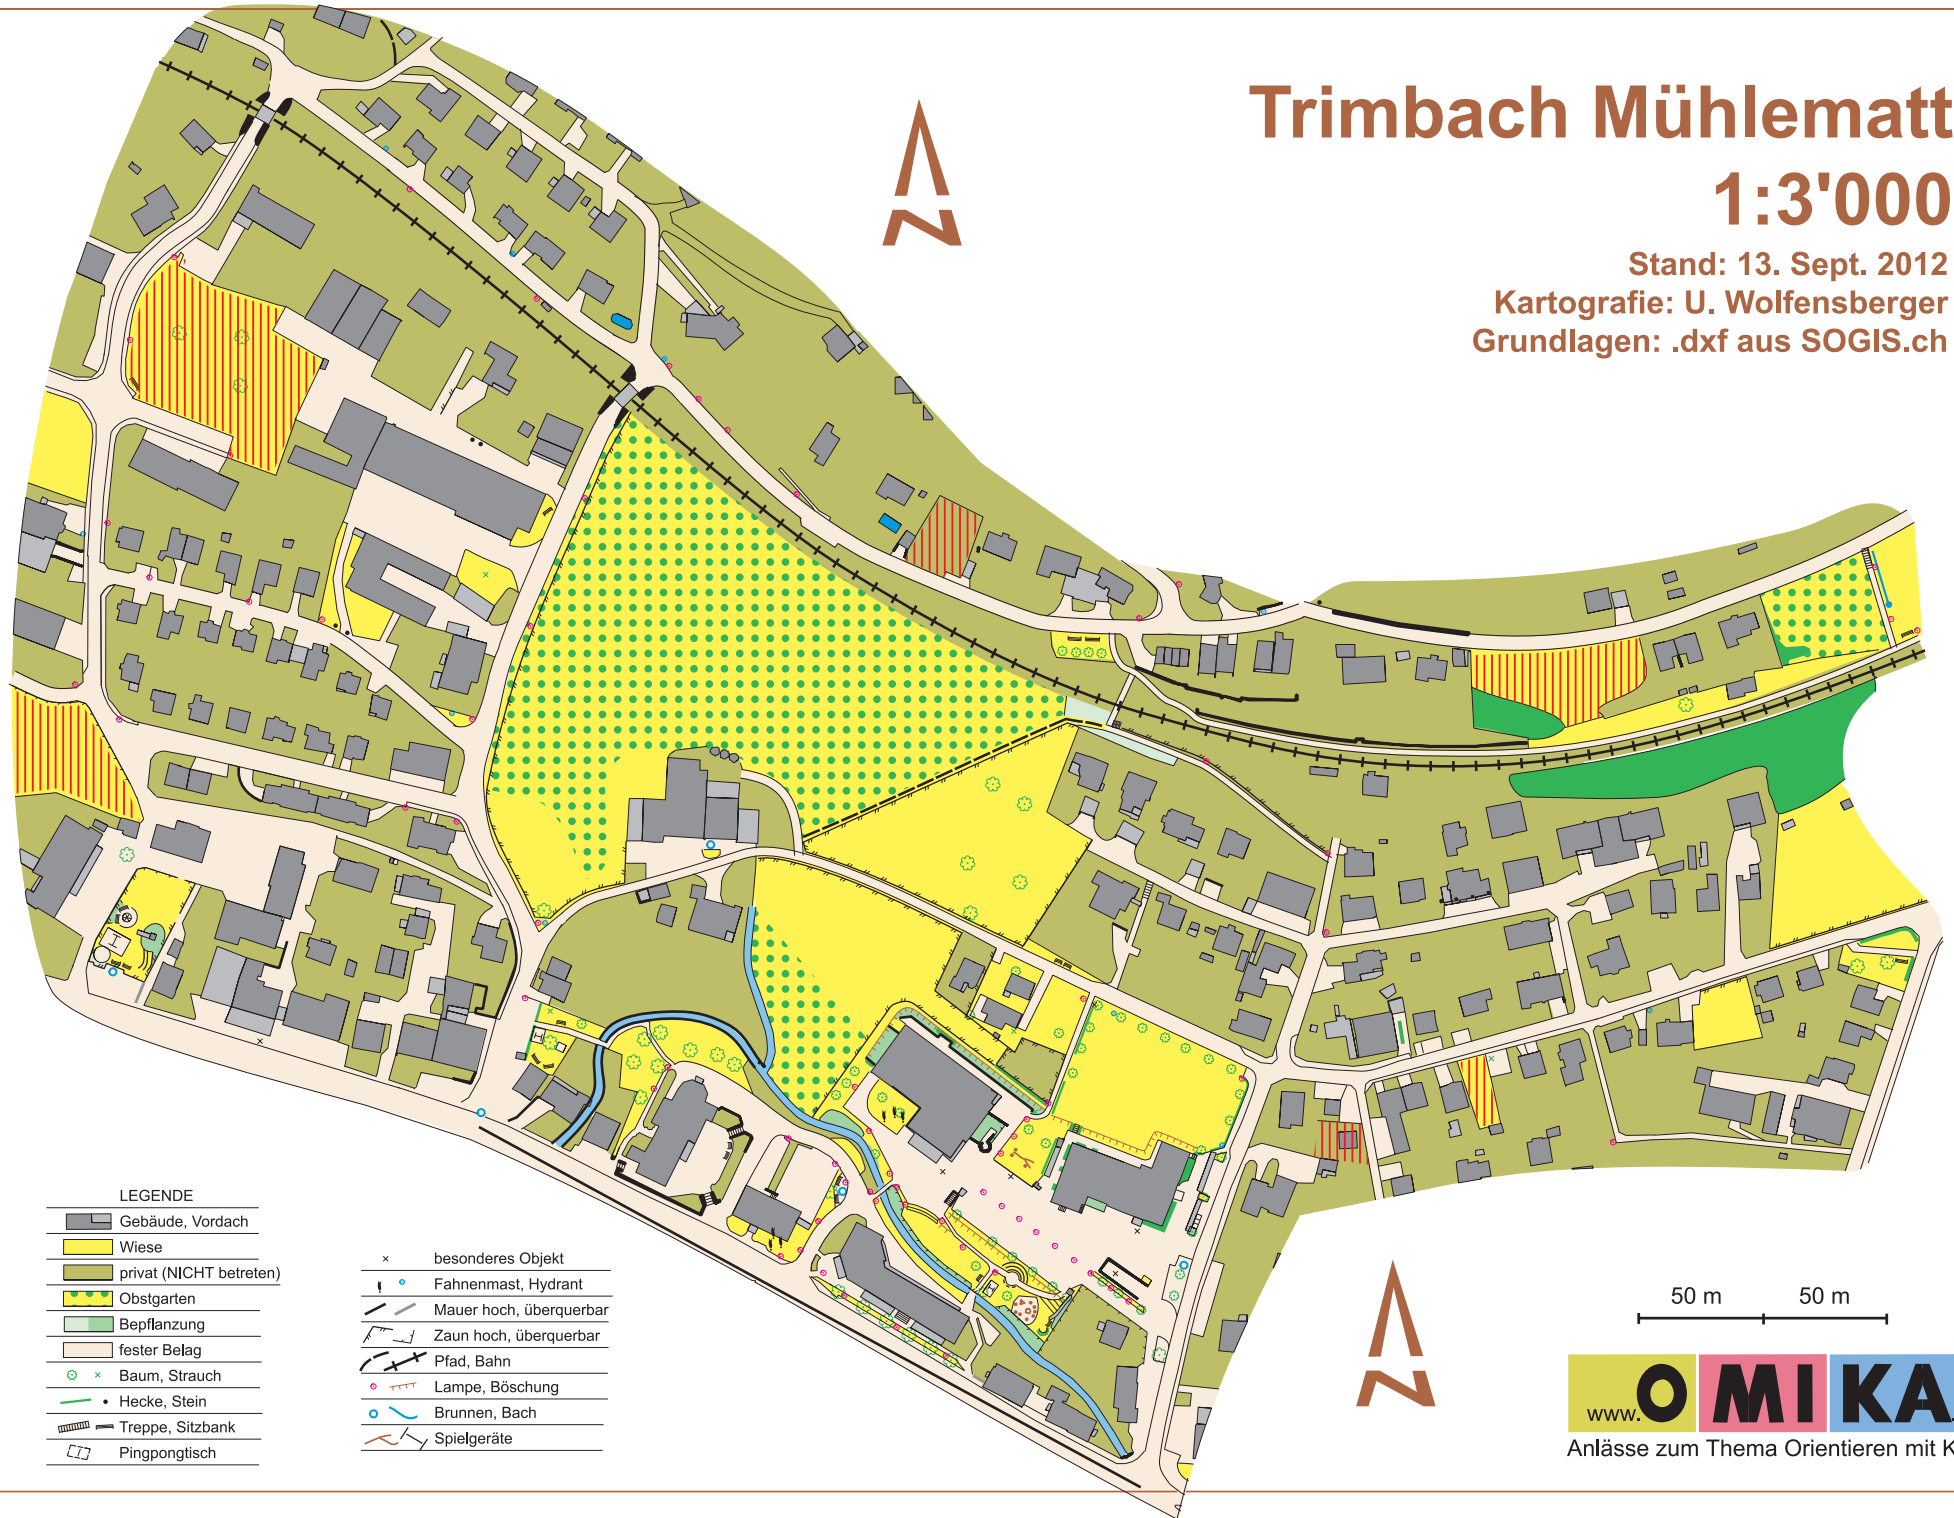 Trimbach Mühlematt
1:3'000
Stand: 13. Sept. 2012
Kartografie: U. Wolfensberger
Grundlagen: .dxf aus SOGIS.ch
LEGENDE
Gebäude, Vordach
Wiese
privat (NICHT betreten)
Obstgarten
Bepflanzung
fester Belag
Baum, Strauch
Hecke, Stein
Treppe, Sitzbank
Pingpongtisch
besonderes Objekt
Fahnenmast, Hydrant
Mauer hoch, überquerbar
Zaun hoch, überquerbar
Pfad, Bahn
Lampe, Böschung
Brunnen, Bach
Spielgeräte
50 m 50 m
www.OMIKA.
Anlässe zum Thema Orientieren mit K